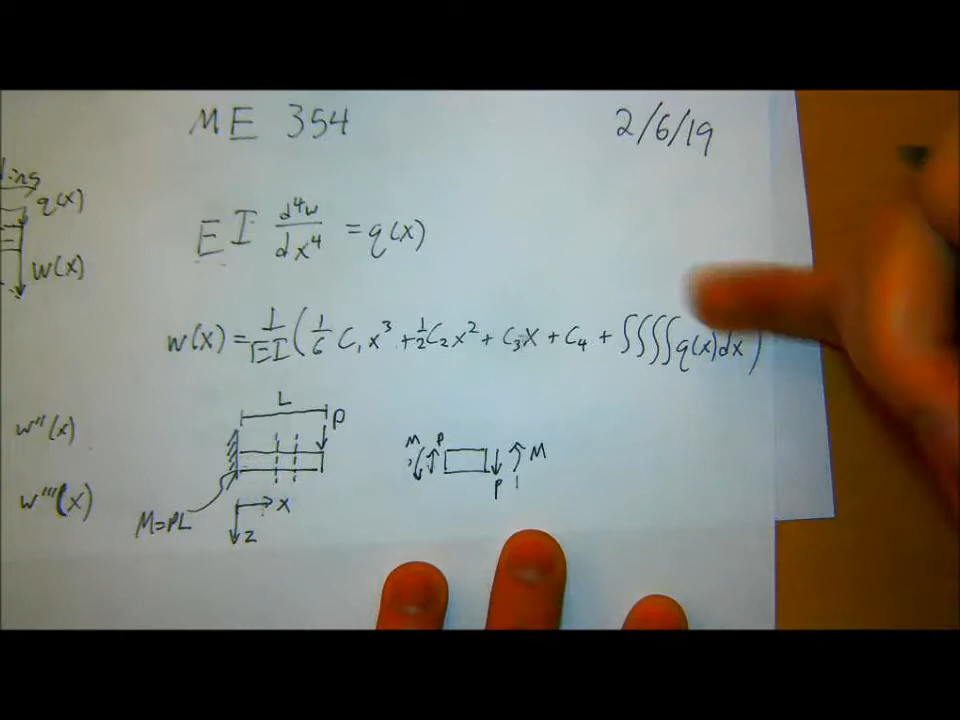 ME 354 2/6/19
q(x)
W(x)
EI d⁴w/dx⁴ = q(x)
w(x) = 1/EI (1/6 C₁x³ + 1/2 C₂x² + C₃x + C₄ + ∫∫∫∫q(x)dx)
w''(x)
w'''(x)
L
P
M P
M
P
x
z
M=PL